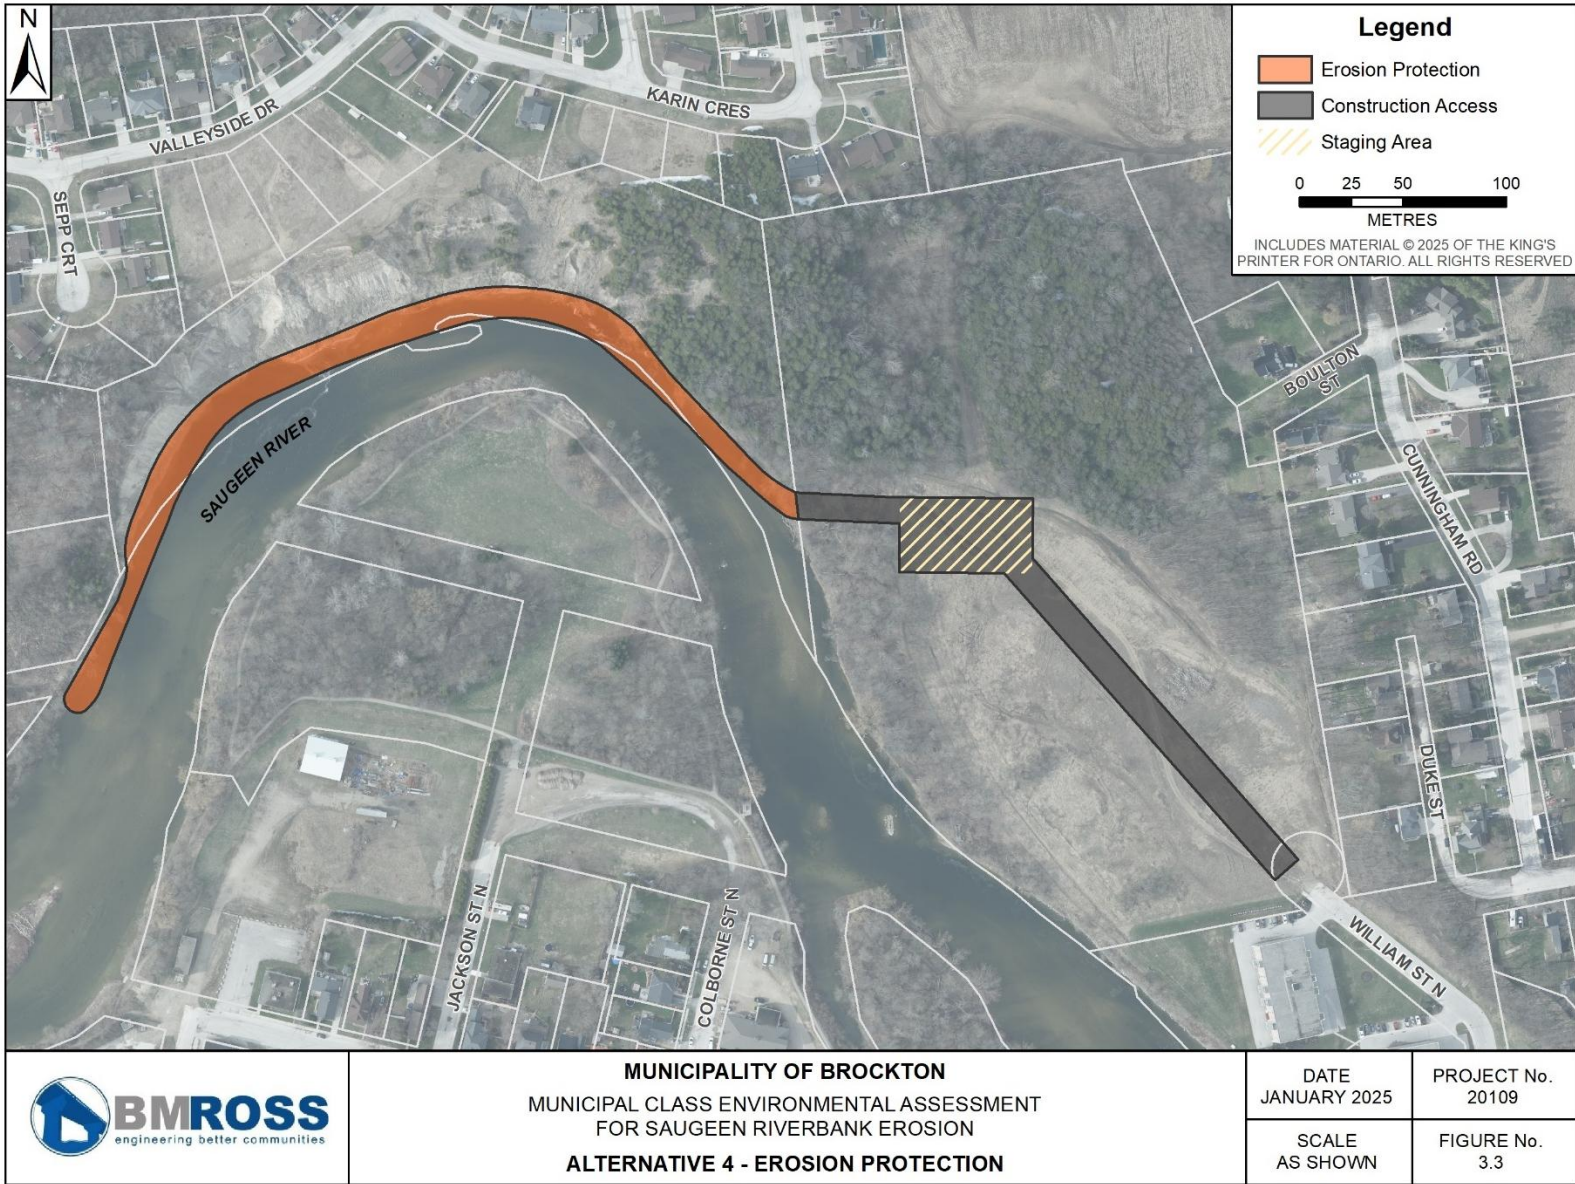 N
Legend
Erosion Protection
Construction Access
Staging Area
0 25 50 100
METRES
INCLUDES MATERIAL © 2025 OF THE KING'S
PRINTER FOR ONTARIO. ALL RIGHTS RESERVED
KARIN CRES
VALLEYSIDE DR
SEPP CRT
BOULTON
ST
SAUGEEN RIVER
CUNNINGHAM RD
DUKE ST
JACKSON ST N
COLBORNE ST N
WILLIAM ST N
BMROSS
engineering better communities
MUNICIPALITY OF BROCKTON
MUNICIPAL CLASS ENVIRONMENTAL ASSESSMENT
FOR SAUGEEN RIVERBANK EROSION
ALTERNATIVE 4 - EROSION PROTECTION
DATE
JANUARY 2025
PROJECT No.
20109
SCALE
AS SHOWN
FIGURE No.
3.3